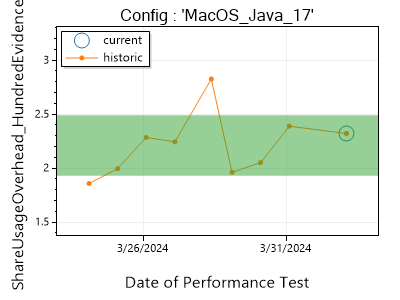 Config : 'MacOS_Java_17'
current
historic
ShareUsageOverhead_HundredEvidence
3
2.5
2
1.5
3/26/2024
3/31/2024
Date of Performance Test